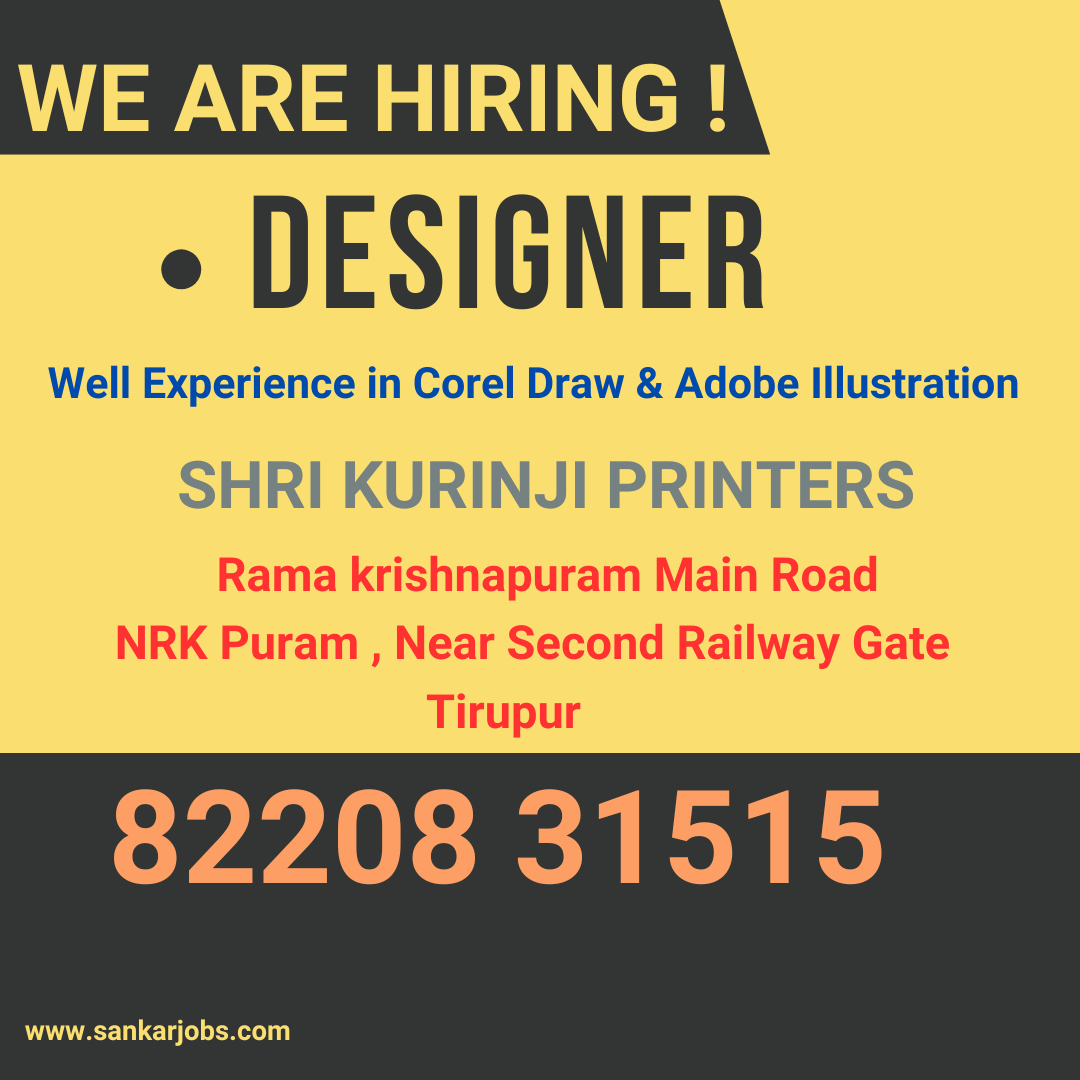 WE ARE HIRING !
• DESIGNER
Well Experience in Corel Draw & Adobe Illustration
SHRI KURINJI PRINTERS
Rama krishnapuram Main Road
NRK Puram , Near Second Railway Gate
Tirupur
82208 31515
www.sankarjobs.com